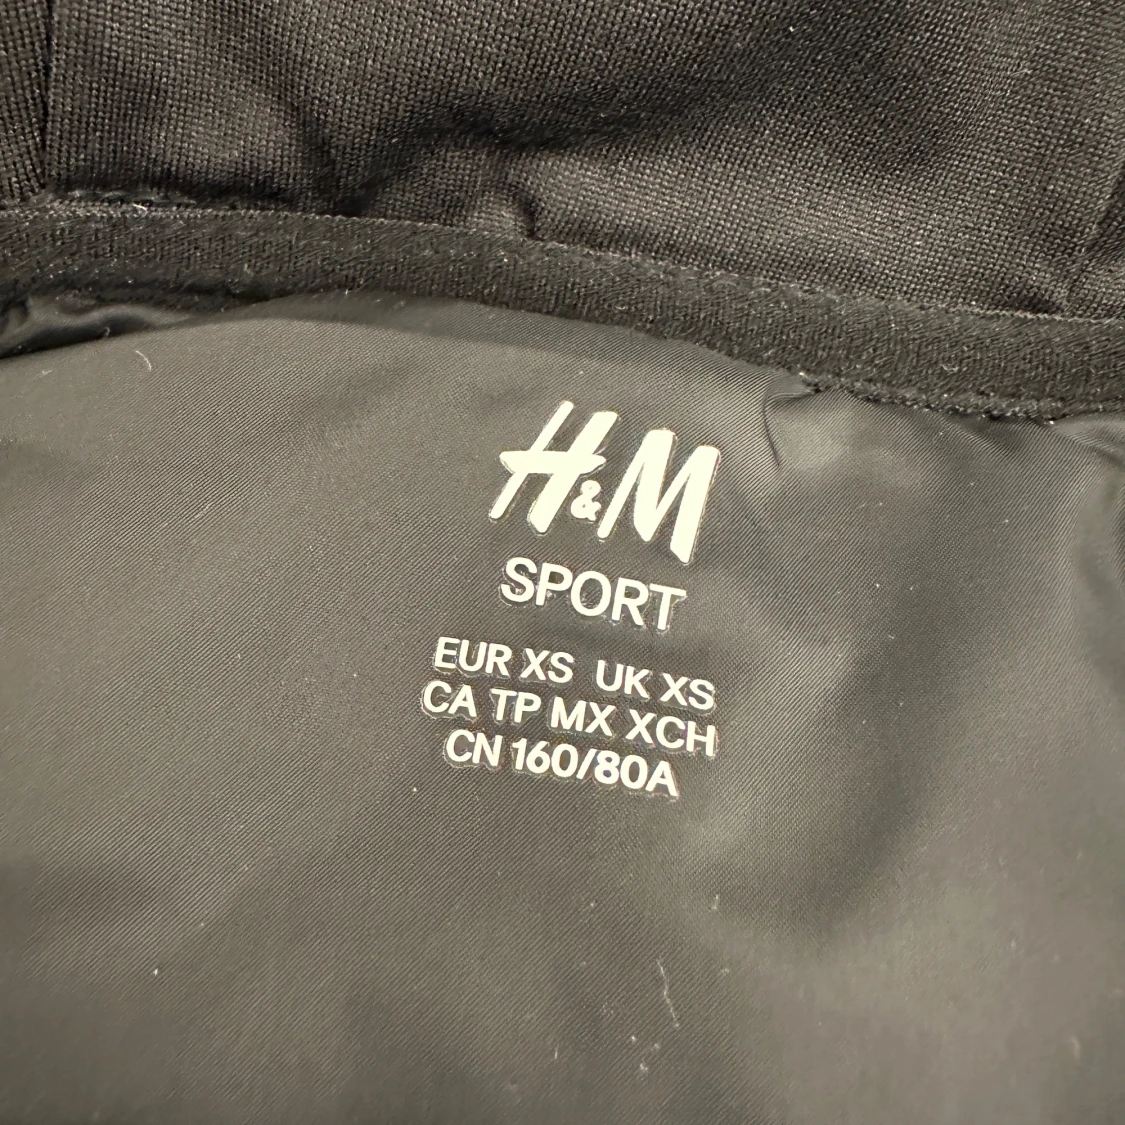 H&M
SPORT
EUR XS UK XS
CA TP MX XCH
CN 160/80A